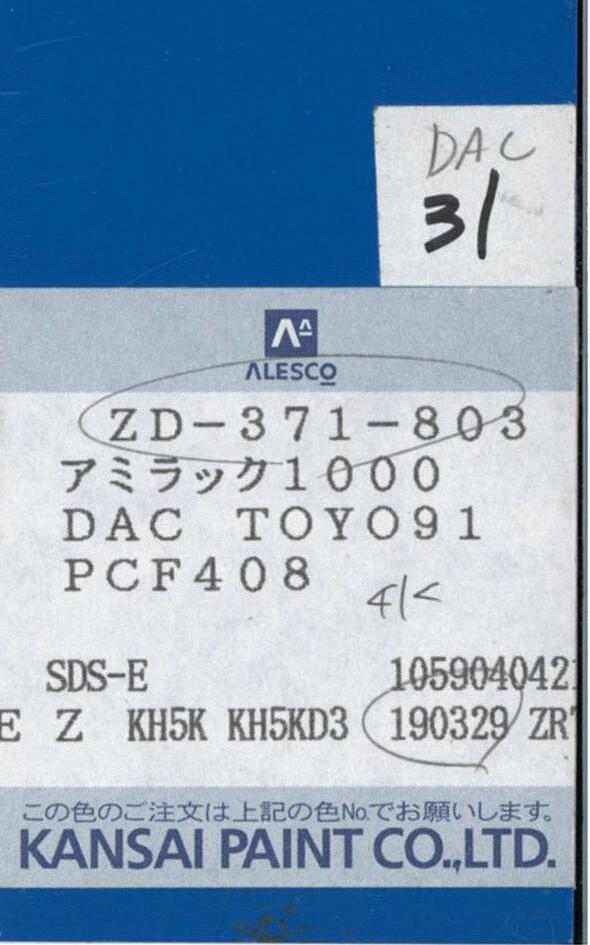 DAC
31
ALESCO
ZD-371-803
アミラック1000
DAC TOYO91
PCF408
SDS-E 1059040421
E Z KH5K KH5KD3 190329 ZR
この色のご注文は上記の色No.でお願いします。
KANSAI PAINT CO.,LTD.